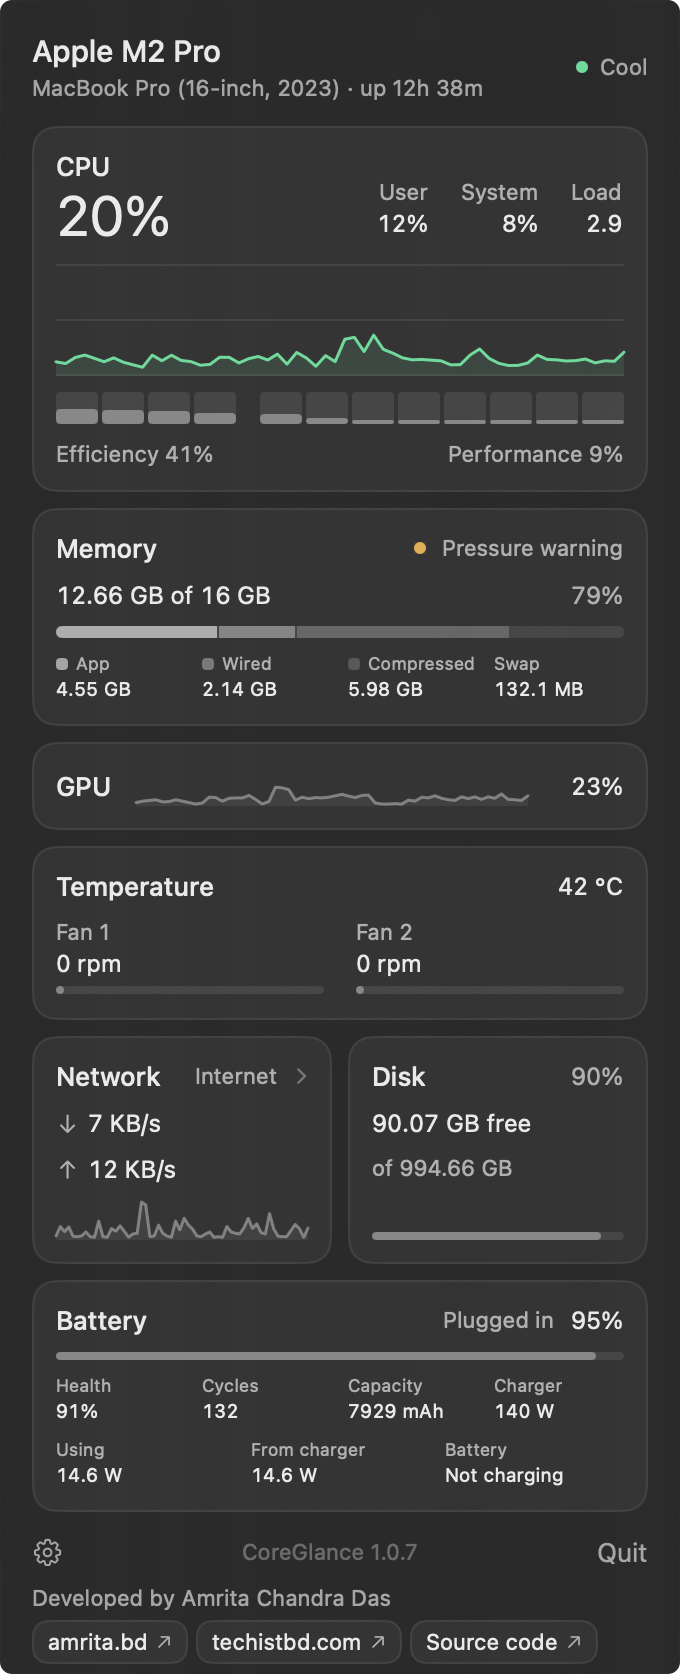 Apple M2 Pro
MacBook Pro (16-inch, 2023) · up 12h 38m
Cool
CPU
20%
User System Load
12% 8% 2.9
Efficiency 41% Performance 9%
Memory Pressure warning
12.66 GB of 16 GB 79%
App Wired Compressed Swap
4.55 GB 2.14 GB 5.98 GB 132.1 MB
GPU 23%
Temperature 42 °C
Fan 1 Fan 2
0 rpm 0 rpm
Network Internet >
↓ 7 KB/s
↑ 12 KB/s
Disk 90%
90.07 GB free
of 994.66 GB
Battery Plugged in 95%
Health Cycles Capacity Charger
91% 132 7929 mAh 140 W
Using From charger Battery
14.6 W 14.6 W Not charging
CoreGlance 1.0.7 Quit
Developed by Amrita Chandra Das
amrita.bd ↗ techistbd.com ↗ Source code ↗